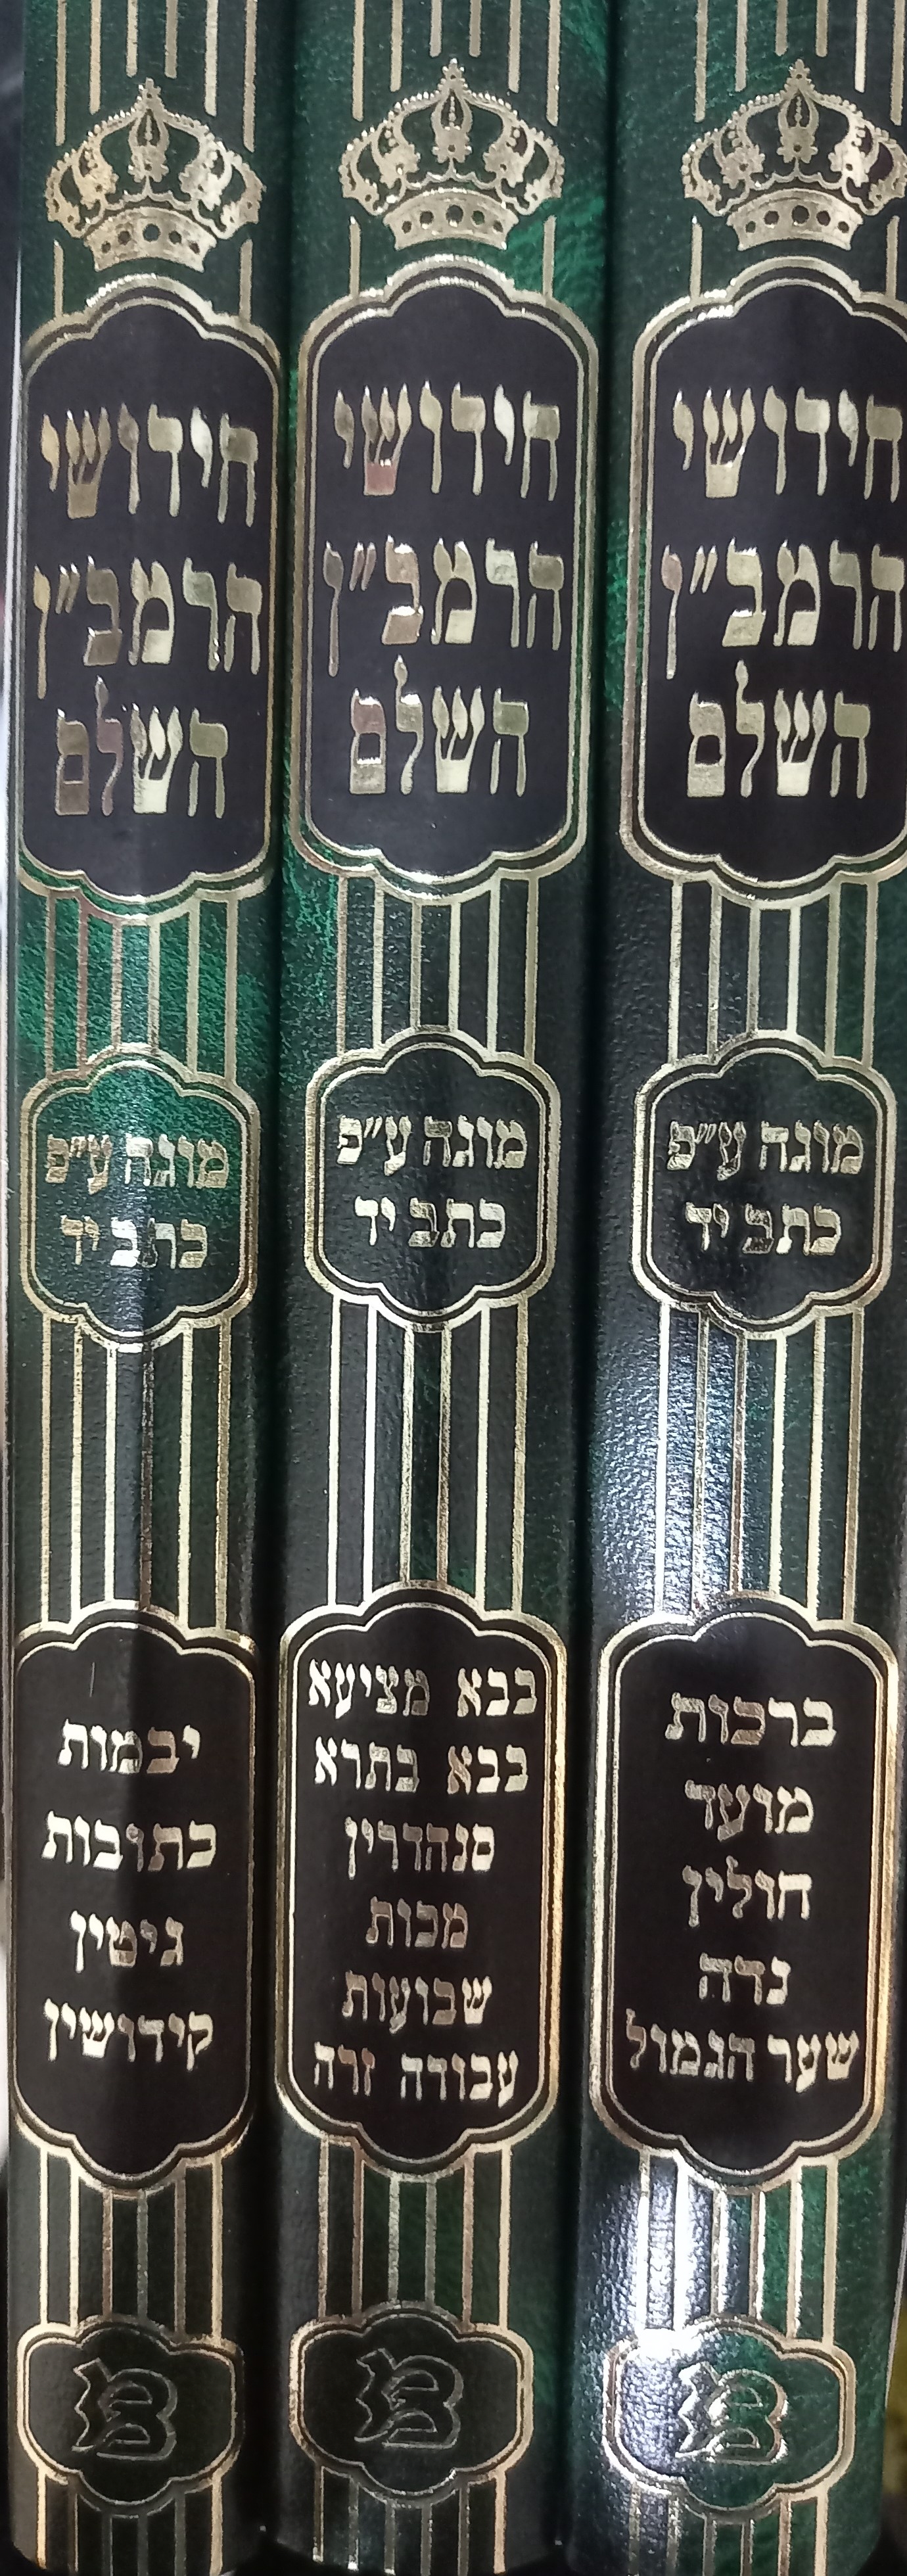 חידושי
הרמב״ן
השלם
מוגה ע״פ
כתב יד
ברכות
מועד
חולין
נדה
שער הגמול
חידושי
הרמב״ן
השלם
מוגה ע״פ
כתב יד
בבא מציעא
בבא בתרא
סנהדרין
מכות
שבועות
עבודה זרה
חידושי
הרמב״ן
השלם
מוגה ע״פ
כתב יד
יבמות
כתובות
גיטין
קידושין